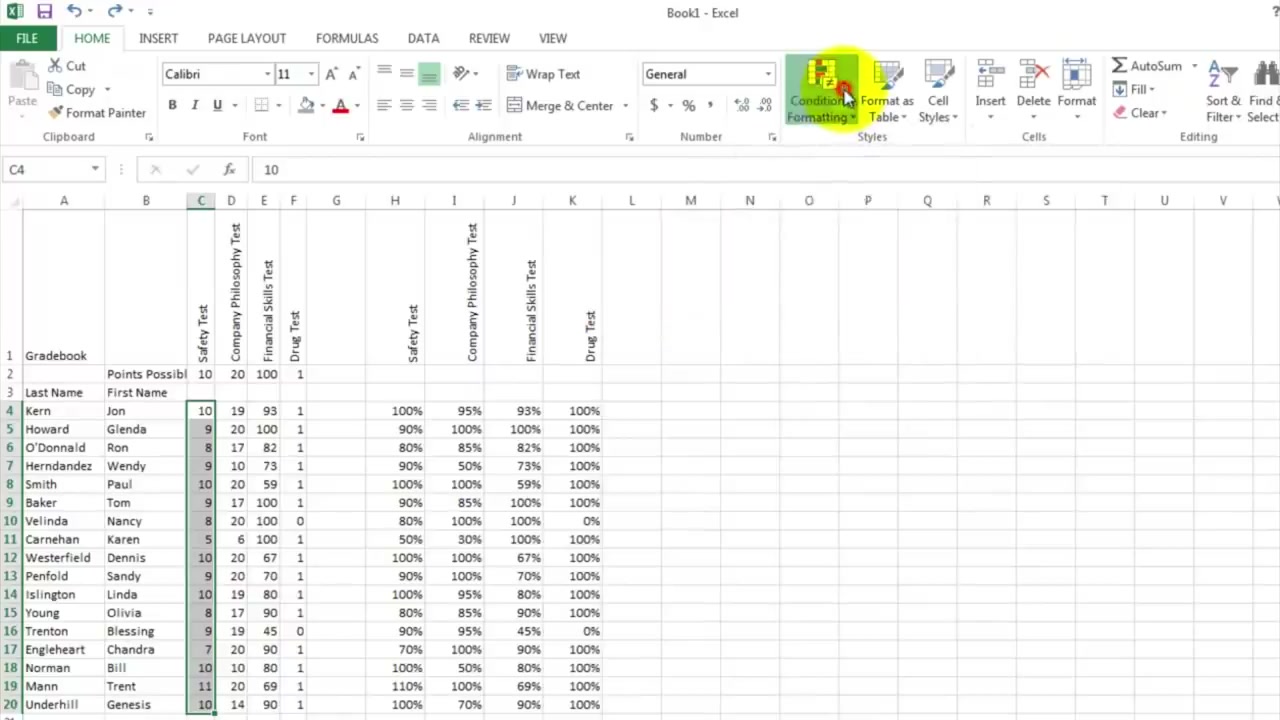 Book1 - Excel
?
FILE HOME INSERT PAGE LAYOUT FORMULAS DATA REVIEW VIEW
Cut
Copy
Format Painter
Paste
Clipboard
Calibri 11 A A
B I U A
Font
Wrap Text
Merge & Center
Alignment
General
$ % ,
Number
Formatting
Format as
Table
Cell
Styles
Styles
Insert Delete Format
Cells
AutoSum
Fill
Clear
Sort &
Filter
Find &
Select
Editing
C4 fx 10
A B C D E F G H I J K L M N O P Q R S T U V
1 Gradebook Safety Test Company Philosophy Test Financial Skills Test Drug Test Safety Test Company Philosophy Test Financial Skills Test Drug Test
2 Points Possibl 10 20 100 1
3 Last Name First Name
4 Kern Jon 10 19 93 1 100% 95% 93% 100%
5 Howard Glenda 9 20 100 1 90% 100% 100% 100%
6 O'Donnald Ron 8 17 82 1 80% 85% 82% 100%
7 Herndandez Wendy 9 10 73 1 90% 50% 73% 100%
8 Smith Paul 10 20 59 1 100% 100% 59% 100%
9 Baker Tom 9 17 100 1 90% 85% 100% 100%
10 Velinda Nancy 8 20 100 0 80% 100% 100% 0%
11 Carnehan Karen 5 6 100 1 50% 30% 100% 100%
12 Westerfield Dennis 10 20 67 1 100% 100% 67% 100%
13 Penfold Sandy 9 20 70 1 90% 100% 70% 100%
14 Islington Linda 10 19 80 1 100% 95% 80% 100%
15 Young Olivia 8 17 90 1 80% 85% 90% 100%
16 Trenton Blessing 9 19 45 0 90% 95% 45% 0%
17 Engleheart Chandra 7 20 90 1 70% 100% 90% 100%
18 Norman Bill 10 10 80 1 100% 50% 80% 100%
19 Mann Trent 11 20 69 1 110% 100% 69% 100%
20 Underhill Genesis 10 14 90 1 100% 70% 90% 100%